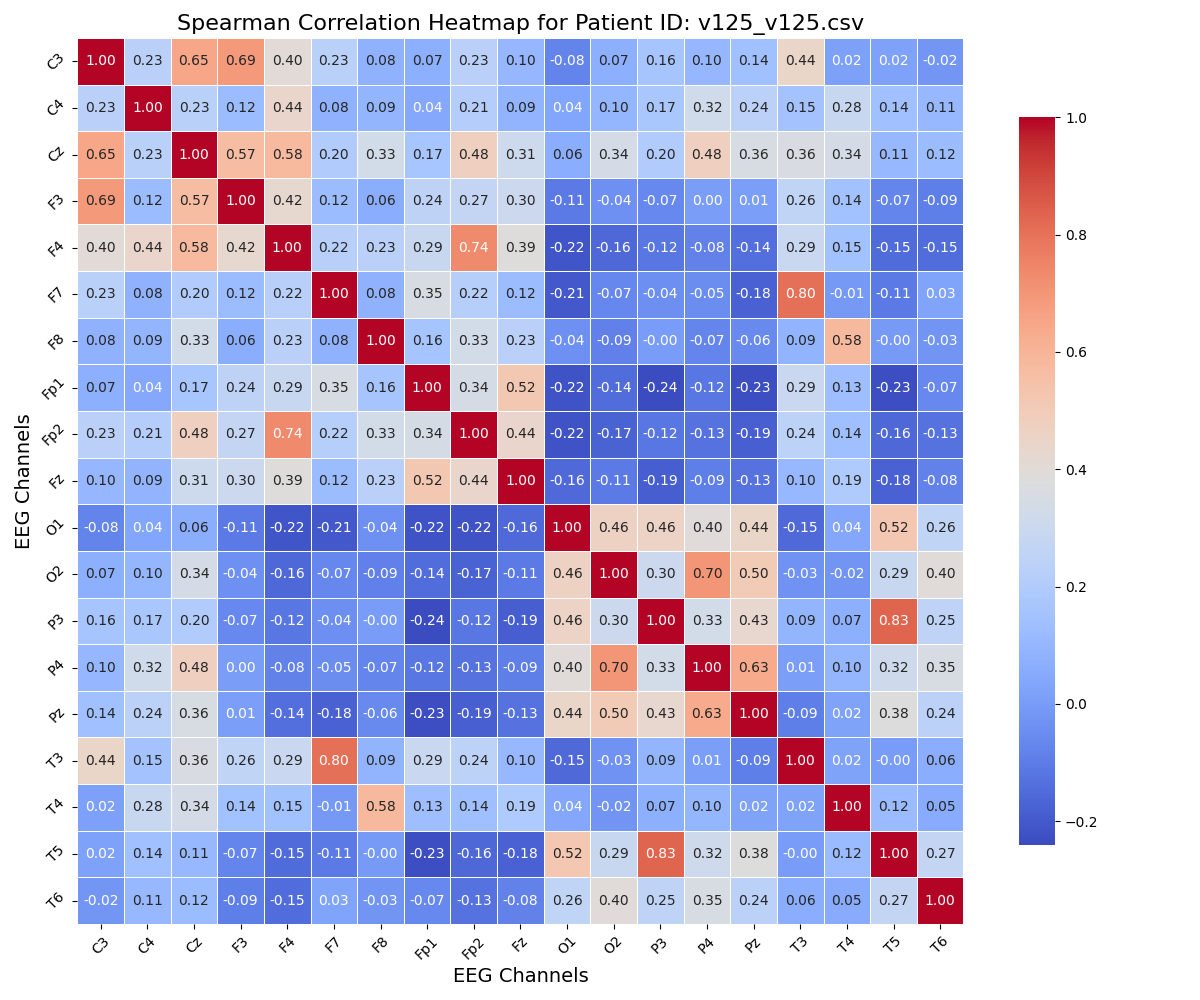 Spearman Correlation Heatmap for Patient ID: v125_v125.csv
C3 1.00 0.23 0.65 0.69 0.40 0.23 0.08 0.07 0.23 0.10 -0.08 0.07 0.16 0.10 0.14 0.44 0.02 0.02 -0.02
C4 0.23 1.00 0.23 0.12 0.44 0.08 0.09 0.04 0.21 0.09 0.04 0.10 0.17 0.32 0.24 0.15 0.28 0.14 0.11
Cz 0.65 0.23 1.00 0.57 0.58 0.20 0.33 0.17 0.48 0.31 0.06 0.34 0.20 0.48 0.36 0.36 0.34 0.11 0.12
F3 0.69 0.12 0.57 1.00 0.42 0.12 0.06 0.24 0.27 0.30 -0.11 -0.04 -0.07 0.00 0.01 0.26 0.14 -0.07 -0.09
F4 0.40 0.44 0.58 0.42 1.00 0.22 0.23 0.29 0.74 0.39 -0.22 -0.16 -0.12 -0.08 -0.14 0.29 0.15 -0.15 -0.15
F7 0.23 0.08 0.20 0.12 0.22 1.00 0.08 0.35 0.22 0.12 -0.21 -0.07 -0.04 -0.05 -0.18 0.80 -0.01 -0.11 0.03
F8 0.08 0.09 0.33 0.06 0.23 0.08 1.00 0.16 0.33 0.23 -0.04 -0.09 -0.00 -0.07 -0.06 0.09 0.58 -0.00 -0.03
Fp1 0.07 0.04 0.17 0.24 0.29 0.35 0.16 1.00 0.34 0.52 -0.22 -0.14 -0.24 -0.12 -0.23 0.29 0.13 -0.23 -0.07
Fp2 0.23 0.21 0.48 0.27 0.74 0.22 0.33 0.34 1.00 0.44 -0.22 -0.17 -0.12 -0.13 -0.19 0.24 0.14 -0.16 -0.13
Fz 0.10 0.09 0.31 0.30 0.39 0.12 0.23 0.52 0.44 1.00 -0.16 -0.11 -0.19 -0.09 -0.13 0.10 0.19 -0.18 -0.08
O1 -0.08 0.04 0.06 -0.11 -0.22 -0.21 -0.04 -0.22 -0.22 -0.16 1.00 0.46 0.46 0.40 0.44 -0.15 0.04 0.52 0.26
O2 0.07 0.10 0.34 -0.04 -0.16 -0.07 -0.09 -0.14 -0.17 -0.11 0.46 1.00 0.30 0.70 0.50 -0.03 -0.02 0.29 0.40
P3 0.16 0.17 0.20 -0.07 -0.12 -0.04 -0.00 -0.24 -0.12 -0.19 0.46 0.30 1.00 0.33 0.43 0.09 0.07 0.83 0.25
P4 0.10 0.32 0.48 0.00 -0.08 -0.05 -0.07 -0.12 -0.13 -0.09 0.40 0.70 0.33 1.00 0.63 0.01 0.10 0.32 0.35
Pz 0.14 0.24 0.36 0.01 -0.14 -0.18 -0.06 -0.23 -0.19 -0.13 0.44 0.50 0.43 0.63 1.00 -0.09 0.02 0.38 0.24
T3 0.44 0.15 0.36 0.26 0.29 0.80 0.09 0.29 0.24 0.10 -0.15 -0.03 0.09 0.01 -0.09 1.00 0.02 -0.00 0.06
T4 0.02 0.28 0.34 0.14 0.15 -0.01 0.58 0.13 0.14 0.19 0.04 -0.02 0.07 0.10 0.02 0.02 1.00 0.12 0.05
T5 0.02 0.14 0.11 -0.07 -0.15 -0.11 -0.00 -0.23 -0.16 -0.18 0.52 0.29 0.83 0.32 0.38 -0.00 0.12 1.00 0.27
T6 -0.02 0.11 0.12 -0.09 -0.15 0.03 -0.03 -0.07 -0.13 -0.08 0.26 0.40 0.25 0.35 0.24 0.06 0.05 0.27 1.00
C3 C4 Cz F3 F4 F7 F8 Fp1 Fp2 Fz O1 O2 P3 P4 Pz T3 T4 T5 T6
EEG Channels
EEG Channels
1.0
0.8
0.6
0.4
0.2
0.0
−0.2